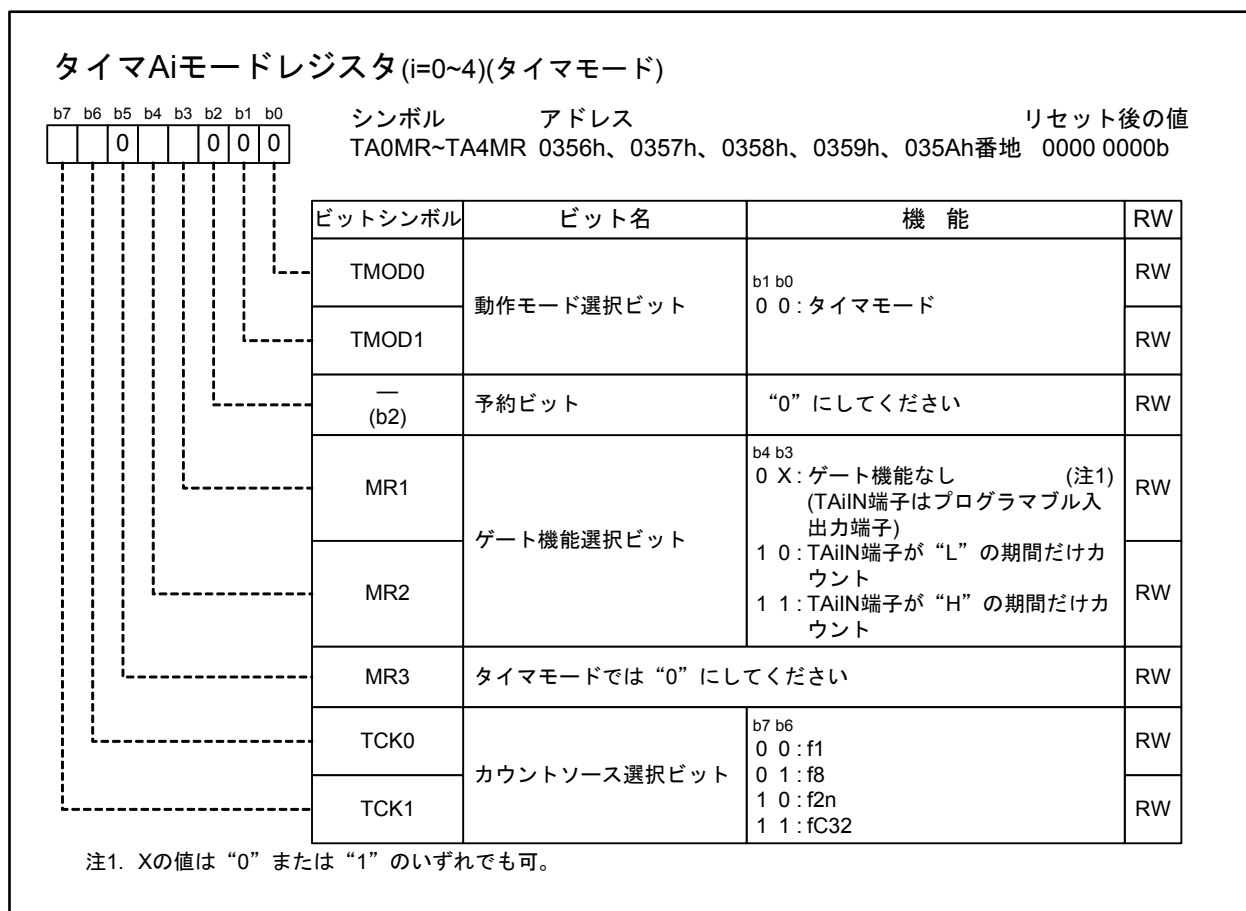 タイマAiモードレジスタ(i=0~4)(タイマモード)
b7 b6 b5 b4 b3 b2 b1 b0
0 0 0 0
シンボル アドレス リセット後の値
TA0MR~TA4MR 0356h、0357h、0358h、0359h、035Ah番地 0000 0000b
ビットシンボル ビット名 機 能 RW
TMOD0 RW
動作モード選択ビット
b1 b0
0 0 : タイマモード
TMOD1 RW
—
(b2)
予約ビット “0”にしてください RW
MR1 RW
ゲート機能選択ビット
b4 b3
0 X : ゲート機能なし (注1)
(TAiIN端子はプログラマブル入
出力端子)
1 0 : TAiIN端子が“L”の期間だけカ
ウント
1 1 : TAiIN端子が“H”の期間だけカ
ウント
MR2 RW
MR3 タイマモードでは“0”にしてください RW
TCK0 RW
カウントソース選択ビット
b7 b6
0 0 : f1
0 1 : f8
1 0 : f2n
1 1 : fC32
TCK1 RW
注1. Xの値は“0”または“1”のいずれでも可。